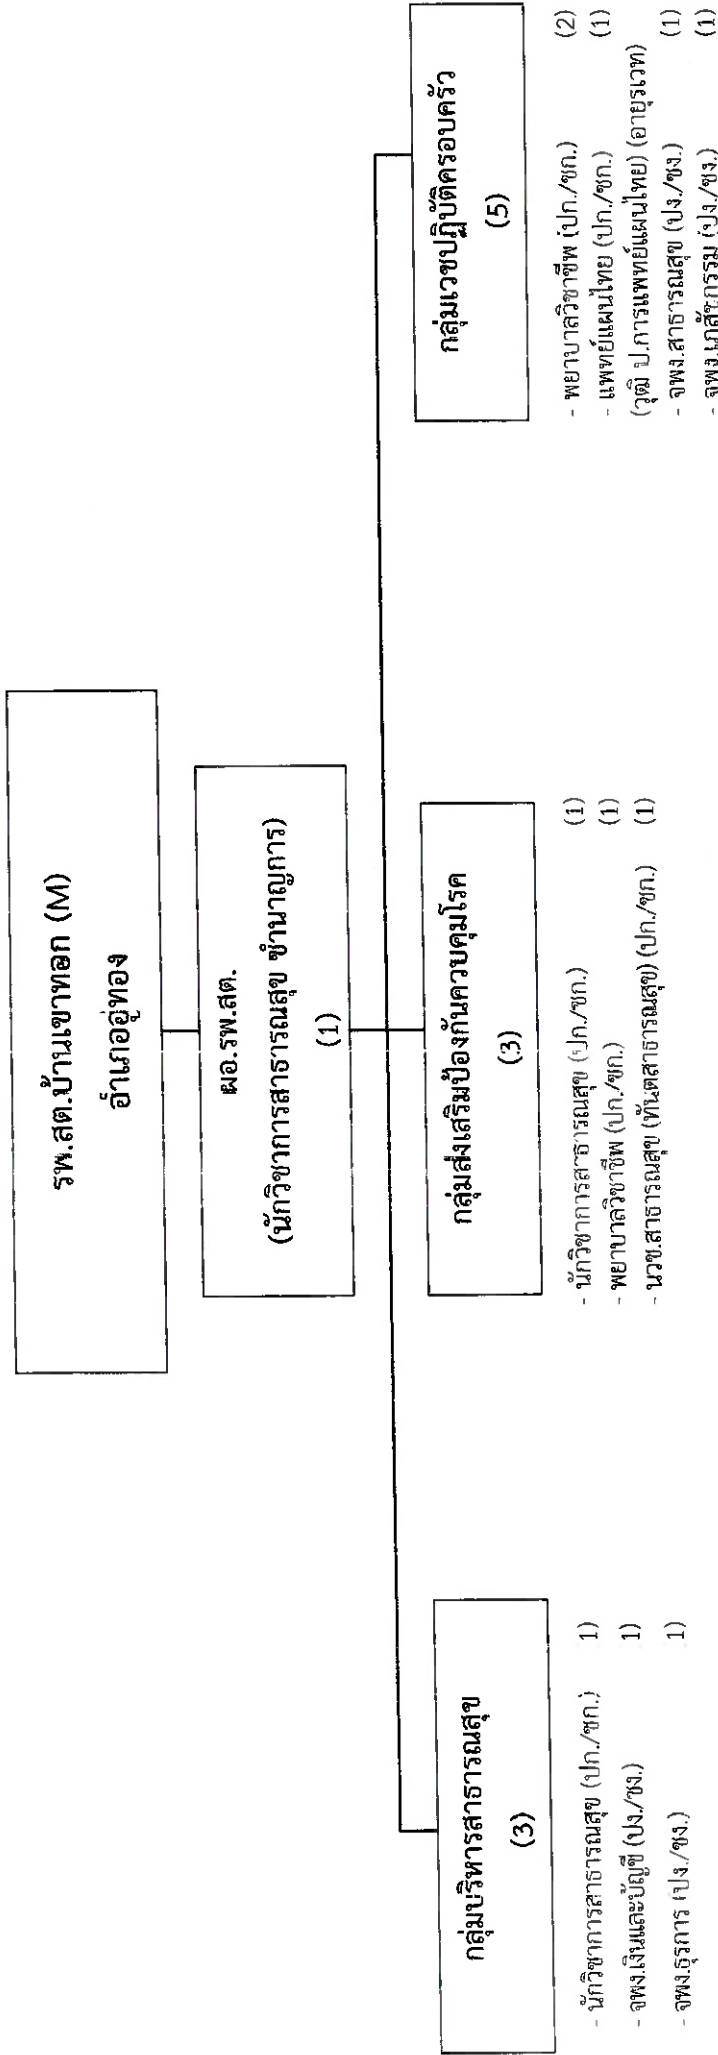 รพ.สต.บ้านเขาทอก (M)
อำเภออู่ทอง
ผอ.รพ.สต.
(นักวิชาการสาธารณสุข ชำนาญการ)
(1)
กลุ่มบริหารสาธารณสุข
(3)
- นักวิชาการสาธารณสุข (ปก./ชก.) 1)
- จพง.เงินและบัญชี (ปง./ชง.) 1)
- จพง.ธุรการ (ปง./ชง.) 1)
กลุ่มส่งเสริมป้องกันควบคุมโรค
(3)
- นักวิชาการสาธารณสุข (ปก./ชก.) (1)
- พยาบาลวิชาชีพ (ปก./ชก.) (1)
- นวช.สาธารณสุข (ทันตสาธารณสุข) (ปก./ชก.) (1)
กลุ่มเวชปฏิบัติครอบครัว
(5)
- พยาบาลวิชาชีพ (ปก./ชก.) (2)
- แพทย์แผนไทย (ปก./ชก.) (1)
(วุฒิ ป.การแพทย์แผนไทย) (อายุรเวท)
- จพง.สาธารณสุข (ปง./ชง.) (1)
- จพง.เภสัชกรรม (ปง./ชง.) (1)